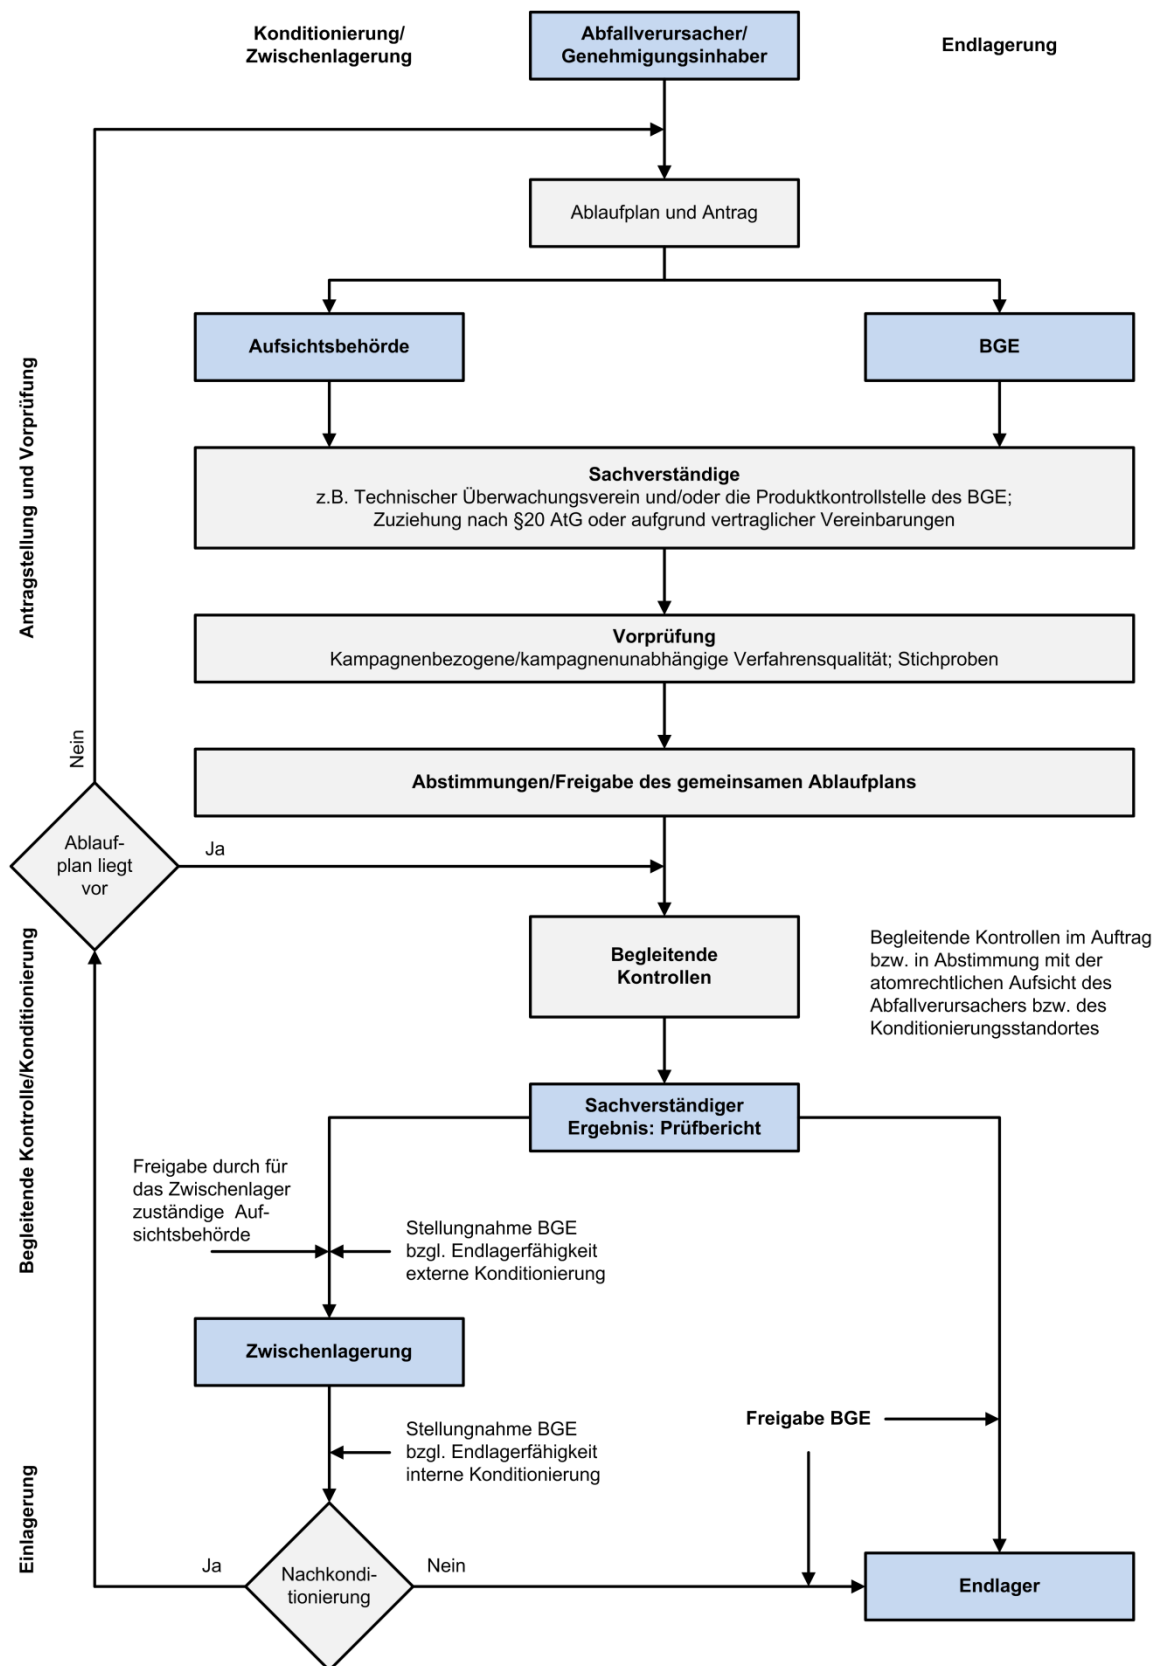 Konditionierung/
Zwischenlagerung
Abfallverursacher/
Genehmigungsinhaber
Endlagerung
Ablaufplan und Antrag
Aufsichtsbehörde
BGE
Antragstellung und Vorprüfung
Sachverständige
z.B. Technischer Überwachungsverein und/oder die Produktkontrollstelle des BGE;
Zuziehung nach §20 AtG oder aufgrund vertraglicher Vereinbarungen
Vorprüfung
Kampagnenbezogene/kampagnenunabhängige Verfahrensqualität; Stichproben
Nein
Abstimmungen/Freigabe des gemeinsamen Ablaufplans
Ablauf-
plan liegt
vor
Ja
Begleitende Kontrolle/Konditionierung
Begleitende
Kontrollen
Begleitende Kontrollen im Auftrag
bzw. in Abstimmung mit der
atomrechtlichen Aufsicht des
Abfallverursachers bzw. des
Konditionierungsstandortes
Sachverständiger
Ergebnis: Prüfbericht
Freigabe durch für
das Zwischenlager
zuständige Auf-
sichtsbehörde
Stellungnahme BGE
bzgl. Endlagerfähigkeit
externe Konditionierung
Zwischenlagerung
Stellungnahme BGE
bzgl. Endlagerfähigkeit
interne Konditionierung
Freigabe BGE
Einlagerung
Ja
Nachkondi-
tionierung
Nein
Endlager